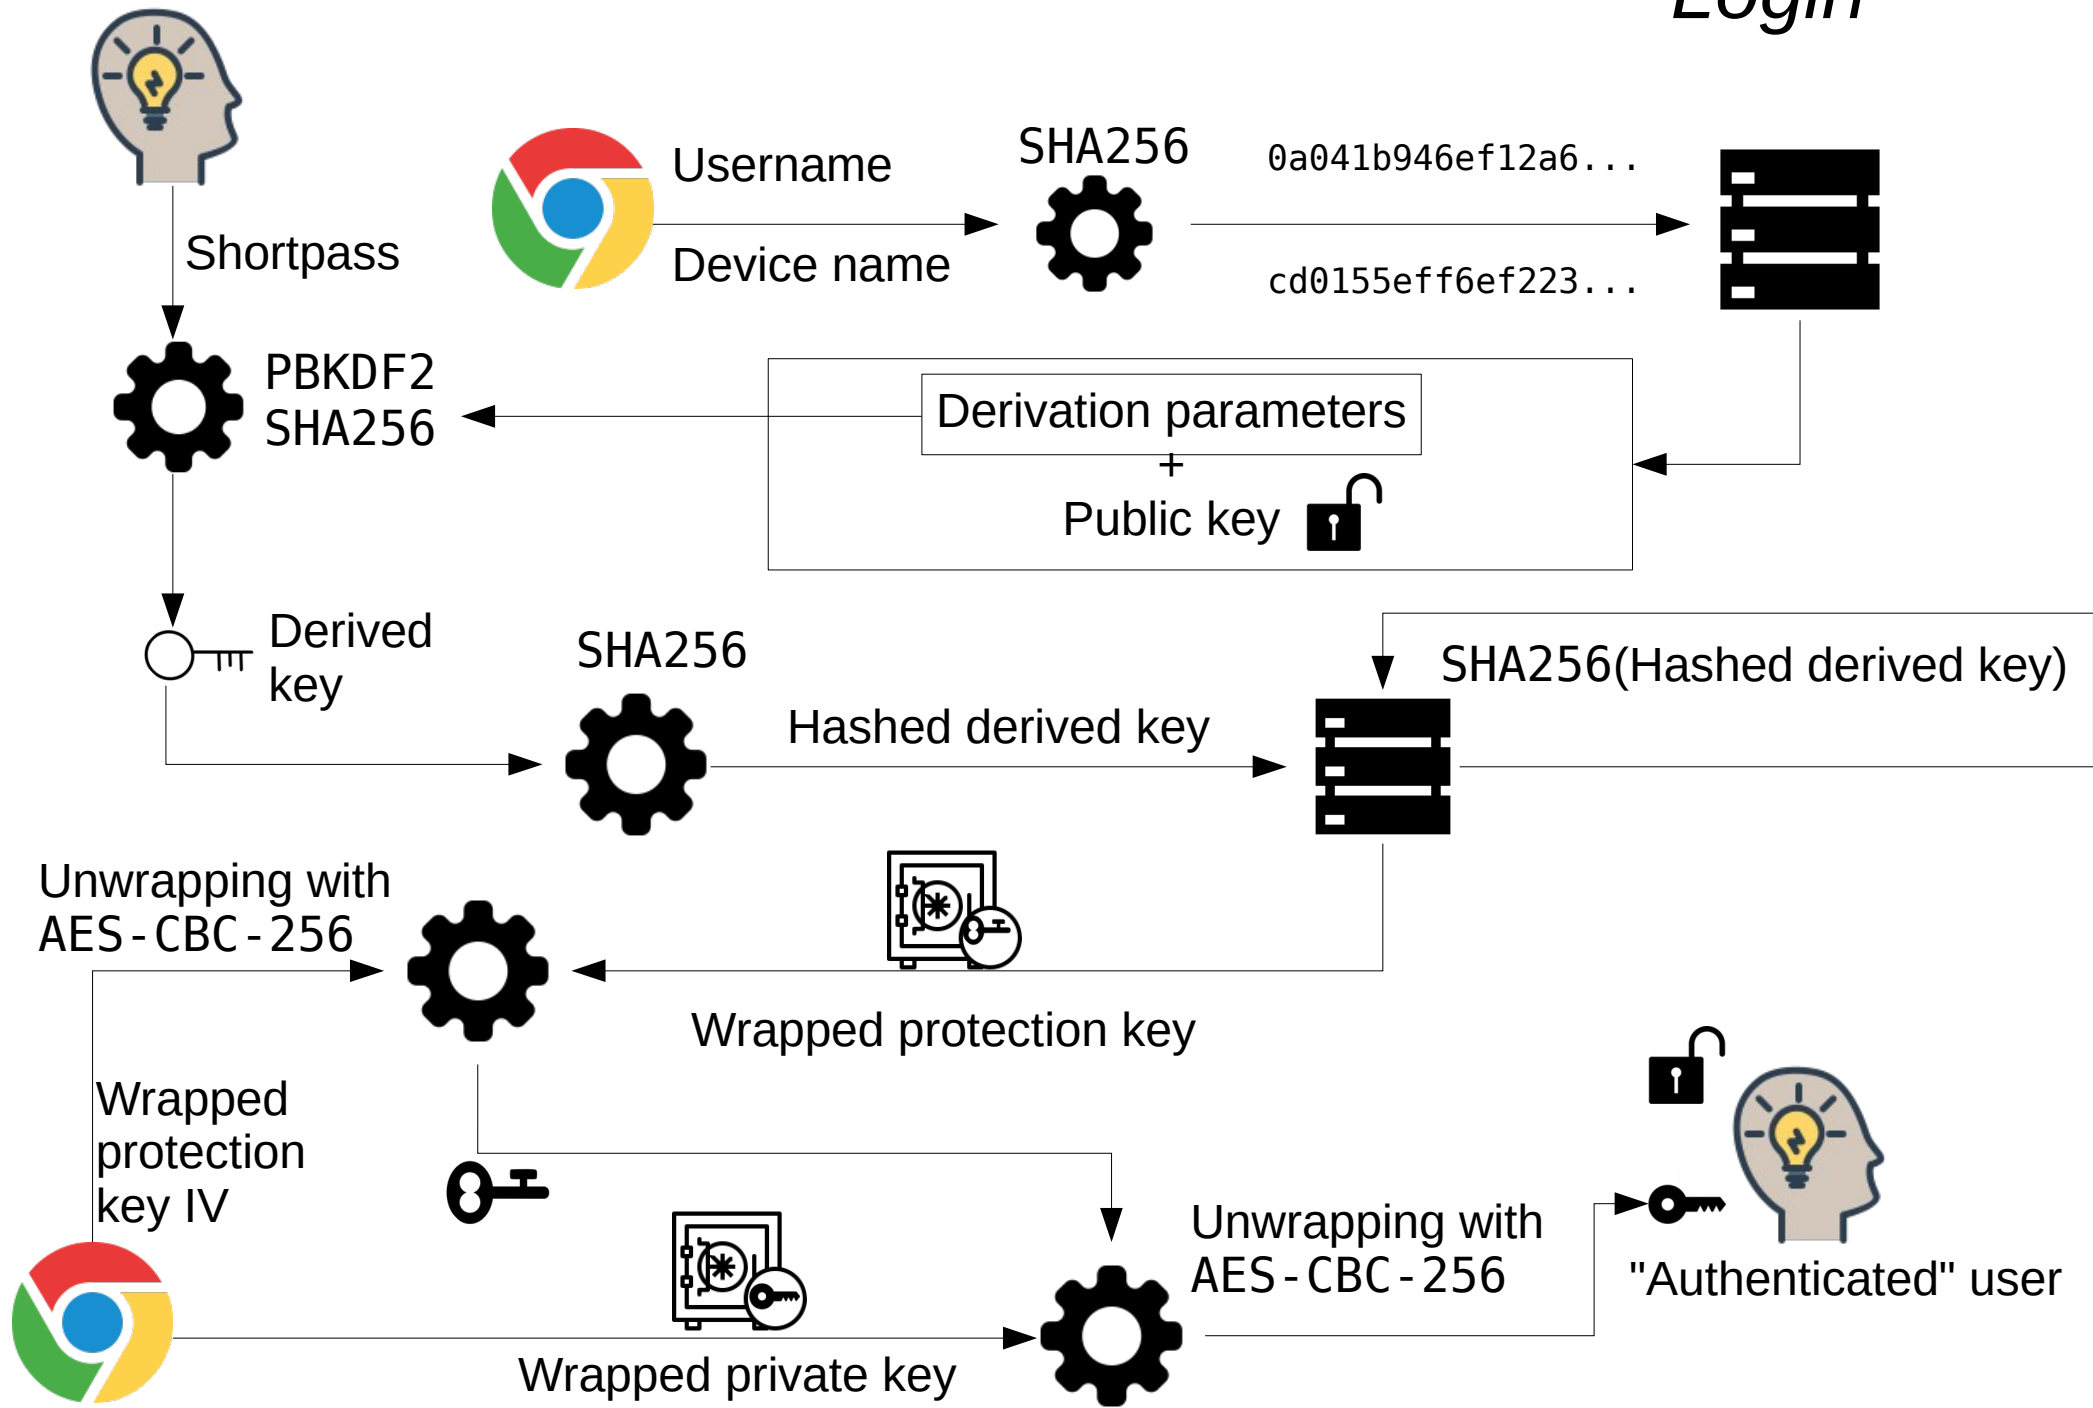 Login
Username
Device name
SHA256
0a041b946ef12a6...
cd0155eff6ef223...
Shortpass
PBKDF2
SHA256
Derivation parameters
+
Public key
Derived
key
SHA256
Hashed derived key
SHA256(Hashed derived key)
Unwrapping with
AES-CBC-256
Wrapped protection key
Wrapped
protection
key IV
Unwrapping with
AES-CBC-256
"Authenticated" user
Wrapped private key